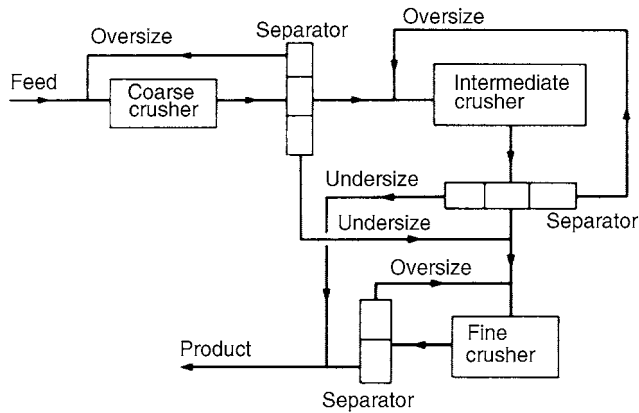 Oversize
Separator
Oversize
Feed
Coarse
crusher
Intermediate
crusher
Undersize
Undersize
Separator
Oversize
Product
Fine
crusher
Separator